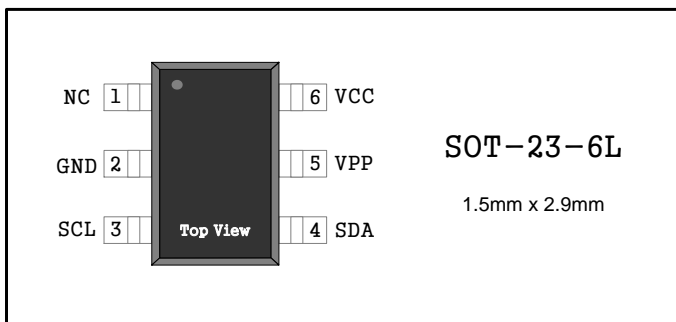 NC 1 6 VCC
SOT-23-6L
GND 2 5 VPP
1.5mm x 2.9mm
SCL 3 Top View 4 SDA